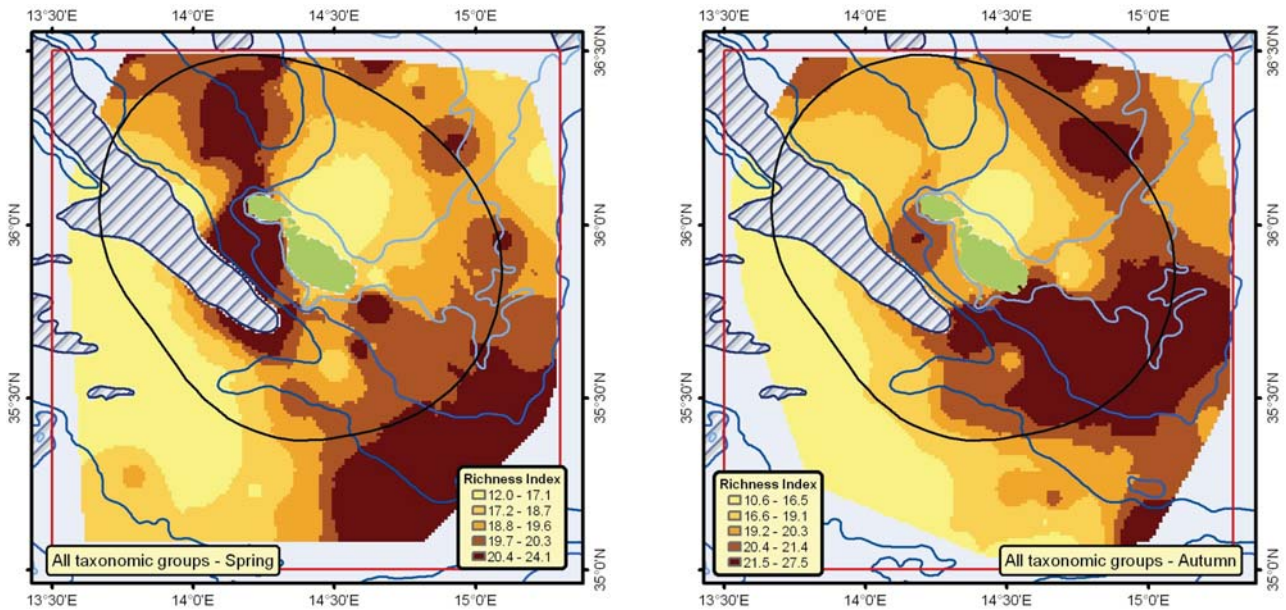 13°30'E 14°0'E 14°30'E 15°0'E
36°30'N
36°0'N
35°30'N
35°0'N
36°30'N
36°0'N
35°30'N
35°0'N
Richness Index
12.0 - 17.1
17.2 - 18.7
18.8 - 19.6
19.7 - 20.3
20.4 - 24.1
All taxonomic groups - Spring
13°30'E 14°0'E 14°30'E 15°0'E
13°30'E 14°0'E 14°30'E 15°0'E
36°30'N
36°0'N
35°30'N
35°0'N
36°30'N
36°0'N
35°30'N
35°0'N
Richness Index
10.6 - 16.5
16.6 - 19.1
19.2 - 20.3
20.4 - 21.4
21.5 - 27.5
All taxonomic groups - Autumn
13°30'E 14°0'E 14°30'E 15°0'E